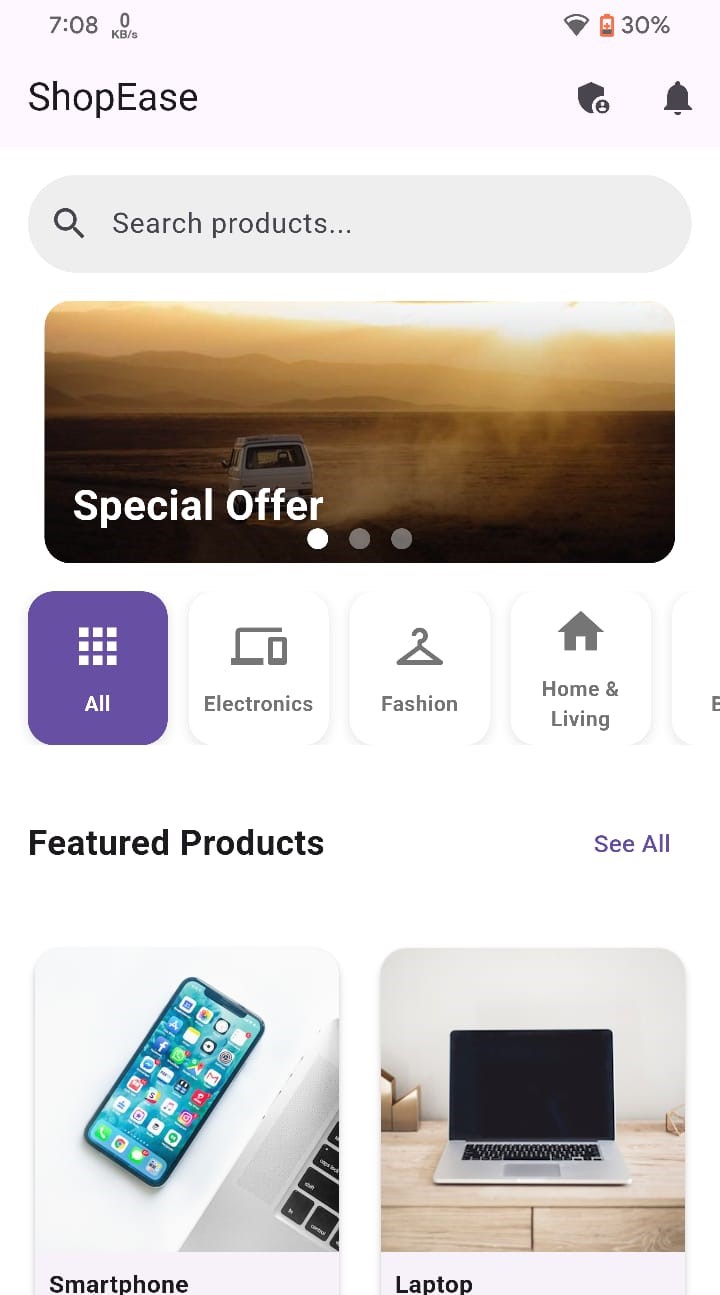 7:08 0 KB/s 30%
ShopEase
Search products...
Special Offer
All
Electronics
Fashion
Home &
Living
Featured Products
See All
Smartphone
Laptop